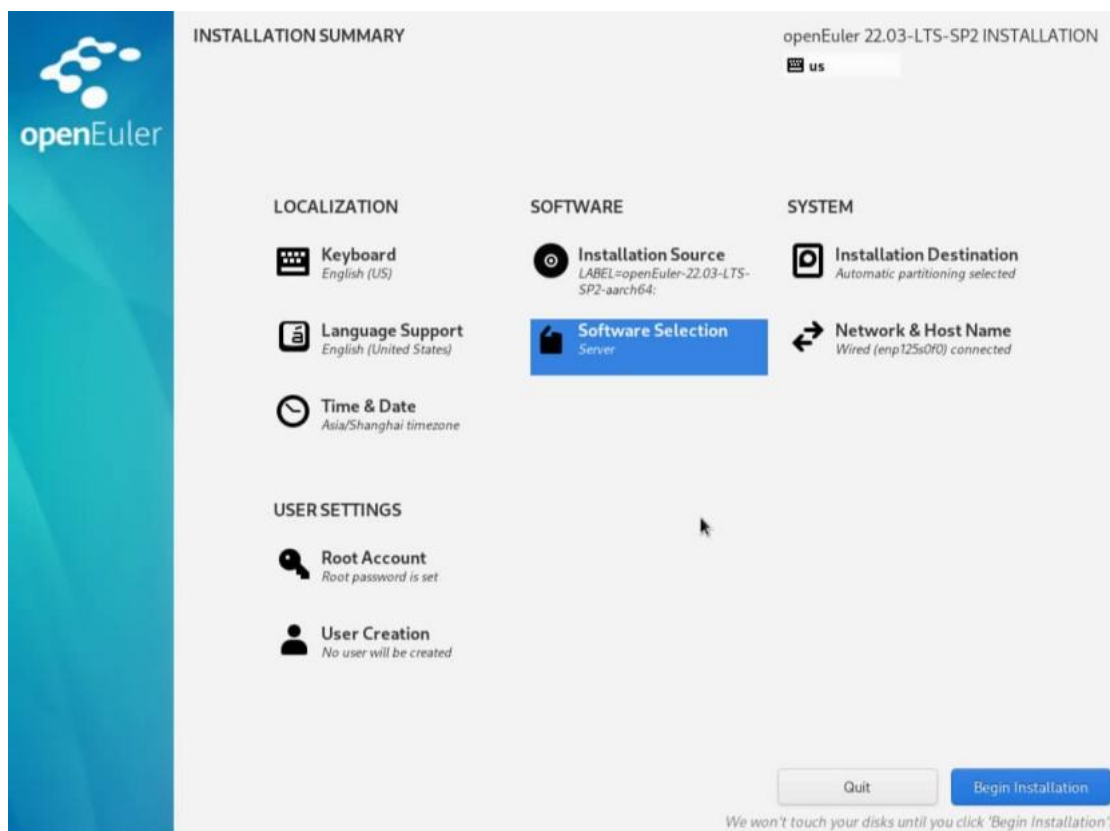 openEuler
INSTALLATION SUMMARY
openEuler 22.03-LTS-SP2 INSTALLATION
us
LOCALIZATION
Keyboard
English (US)
Language Support
English (United States)
Time & Date
Asia/Shanghai timezone
SOFTWARE
Installation Source
LABEL=openEuler-22.03-LTS-
SP2-aarch64:
Software Selection
Server
SYSTEM
Installation Destination
Automatic partitioning selected
Network & Host Name
Wired (enp125s0f0) connected
USER SETTINGS
Root Account
Root password is set
User Creation
No user will be created
Quit
Begin Installation
We won't touch your disks until you click 'Begin Installation'